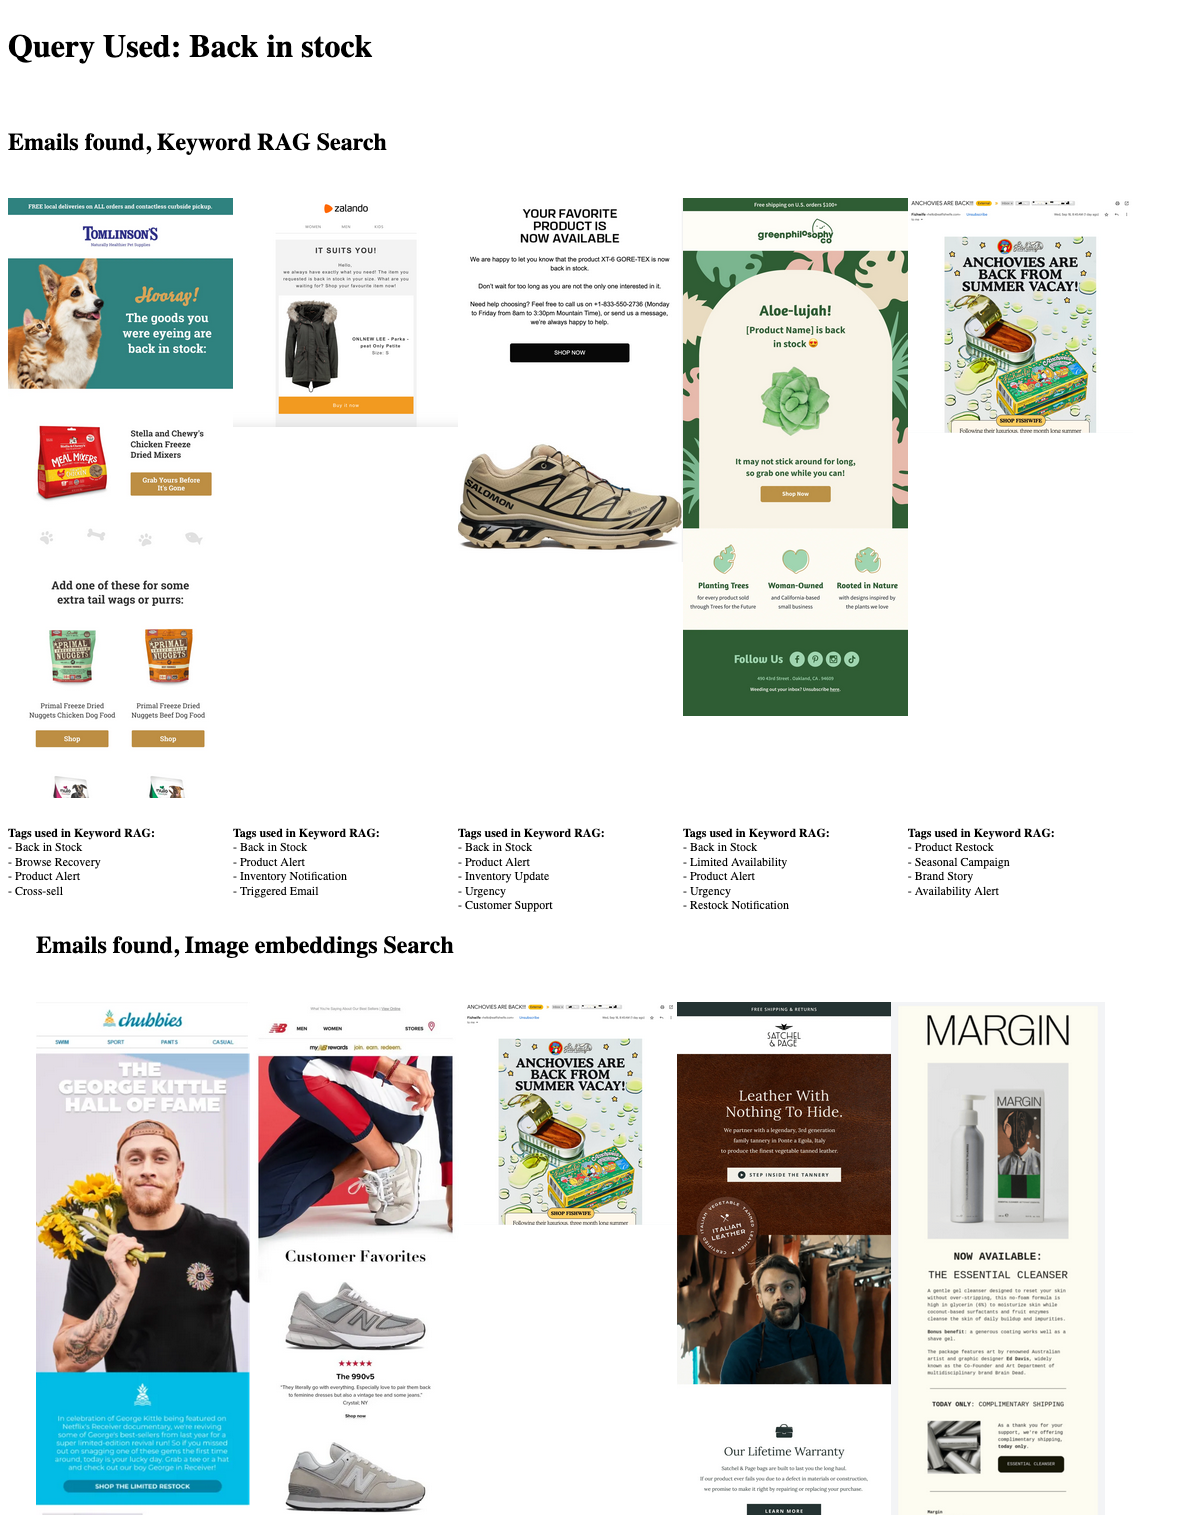 Query Used: Back in stock
Emails found, Keyword RAG Search
FREE local deliveries on ALL orders and contactless curbside pickup.
TOMLINSON'S
Naturally Healthier Pet Supplies
Hooray!
The goods you
were eyeing are
back in stock:
Stella and Chewy's
Chicken Freeze
Dried Mixers
Grab Yours Before
It's Gone
MEAL MIXERS
Add one of these for some
extra tail wags or purrs:
PRIMAL
NUGGETS
PRIMAL
NUGGETS
Primal Freeze Dried
Nuggets Chicken Dog Food
Primal Freeze Dried
Nuggets Beef Dog Food
Shop
Shop
zalando
WOMEN MEN KIDS
IT SUITS YOU!
Hello,
we always have exactly what you need! The item you
requested is back in stock in your size. What are you
waiting for? Shop your favourite item now!
ONLNEW LEE - Parka -
peat Only Petite
Size: S
Buy it now
YOUR FAVORITE
PRODUCT IS
NOW AVAILABLE
We are happy to let you know that the product XT-6 GORE-TEX is now
back in stock.
Don't wait for too long as you are not the only one interested in it.
Need help choosing? Feel free to call us on +1-833-550-2736 (Monday
to Friday from 8am to 3:30pm Mountain Time), or send us a message,
we're always happy to help.
SHOP NOW
SALOMON
Free shipping on U.S. orders $100+
greenphilosophy
co
Aloe-lujah!
[Product Name] is back
in stock 😍
It may not stick around for long,
so grab one while you can!
Shop Now
Planting Trees
for every product sold
through Trees for the Future
Woman-Owned
and California-based
small business
Rooted in Nature
with designs inspired by
the plants we love
Follow Us
490 43rd Street . Oakland, CA . 94609
Weeding out your inbox? Unsubscribe here.
ANCHOVIES ARE BACK!!!
Fishwife
Unsubscribe
ANCHOVIES ARE
BACK FROM
SUMMER VACAY!
SHOP FISHWIFE
Following their luxurious, three month long summer
Tags used in Keyword RAG:
- Back in Stock
- Browse Recovery
- Product Alert
- Cross-sell
Tags used in Keyword RAG:
- Back in Stock
- Product Alert
- Inventory Notification
- Triggered Email
Tags used in Keyword RAG:
- Back in Stock
- Product Alert
- Inventory Update
- Urgency
- Customer Support
Tags used in Keyword RAG:
- Back in Stock
- Limited Availability
- Product Alert
- Urgency
- Restock Notification
Tags used in Keyword RAG:
- Product Restock
- Seasonal Campaign
- Brand Story
- Availability Alert
Emails found, Image embeddings Search
chubbies
SWIM SPORT PANTS CASUAL
THE
GEORGE KITTLE
HALL OF FAME
In celebration of George Kittle being featured on
Netflix's Receiver documentary, we're reviving
some of George's best-sellers from last year for a
super limited-edition revival run! So if you missed
out on snagging one of these gems the first time
around, today is your lucky day. Grab a tee or a hat
and check out our boy George in Receiver!
SHOP THE LIMITED RESTOCK
What You're Saying About Our Best Sellers | View Online
NB MEN WOMEN STORES
myNBrewards join. earn. redeem.
Customer Favorites
The 990v5
"They literally go with everything. Especially love to pair them back
to feminine dresses but also a vintage tee and some jeans."
Crystal, NY
Shop now
ANCHOVIES ARE BACK!!!
Fishwife
Unsubscribe
ANCHOVIES ARE
BACK FROM
SUMMER VACAY!
SHOP FISHWIFE
Following their luxurious, three month long summer
FREE SHIPPING & RETURNS
SATCHEL
& PAGE
Leather With
Nothing To Hide.
We partner with a legendary, 3rd generation
family tannery in Ponte a Egola, Italy
to produce the finest vegetable tanned leather.
STEP INSIDE THE TANNERY
CERTIFIED ITALIAN VEGETABLE TANNED LEATHER
ITALIAN
LEATHER
Our Lifetime Warranty
Satchel & Page bags are built to last you the long haul.
If our product ever fails you due to a defect in materials or construction,
we promise to make it right by repairing or replacing your purchase.
LEARN MORE
MARGIN
MARGIN
NOW AVAILABLE:
THE ESSENTIAL CLEANSER
A gentle gel cleanser designed to reset your skin
without over-stripping, this no-foam formula is
high in glycerin (6%) to moisturize skin while
coconut-based surfactants and fruit enzymes
cleanse the skin of daily buildup and impurities.
Bonus benefit: a generous coating works well as a
shave gel.
The package features art by renowned Australian
artist and graphic designer Ed Davis, widely
known as the Co-Founder and Art Department of
multidisciplinary brand Brain Dead.
TODAY ONLY: COMPLIMENTARY SHIPPING
As a thank you for your
support, we're offering
complimentary shipping,
today only.
ESSENTIAL CLEANSER
Margin